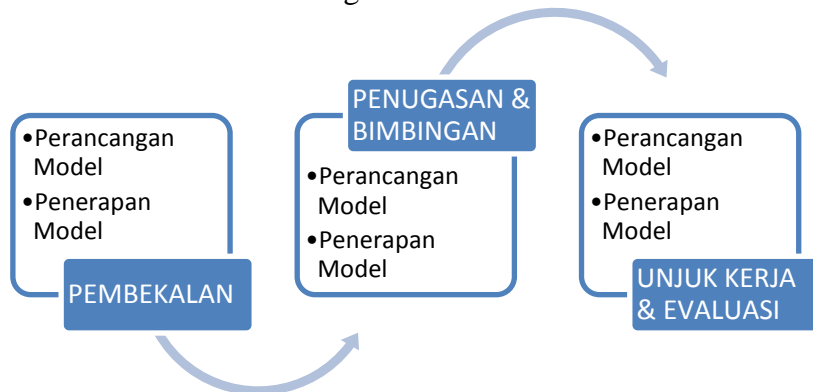 •Perancangan
Model
•Penerapan
Model
PEMBEKALAN
PENUGASAN &
BIMBINGAN
•Perancangan
Model
•Penerapan
Model
•Perancangan
Model
•Penerapan
Model
UNJUK KERJA
& EVALUASI